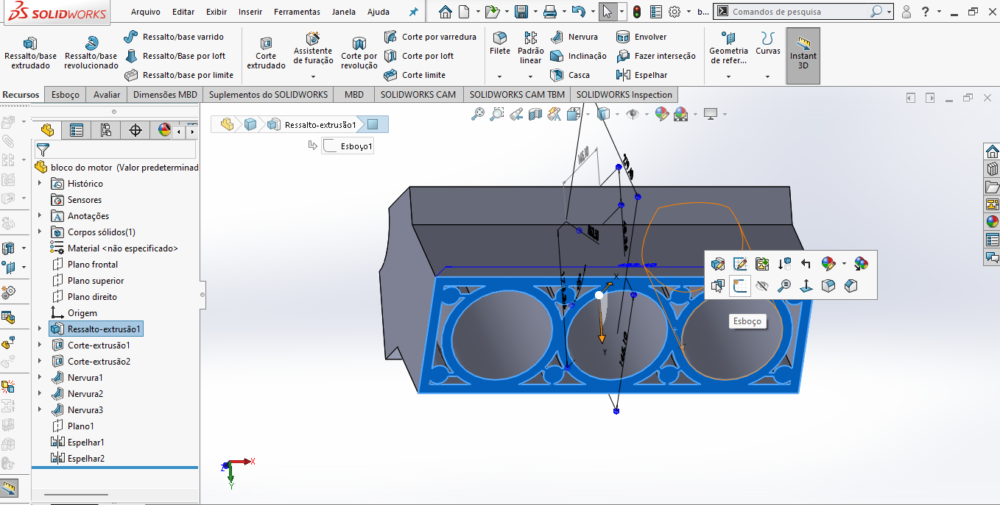 SOLIDWORKS
Arquivo Editar Exibir Inserir Ferramentas Janela Ajuda
b...
Comandos de pesquisa
?
Ressalto/base extrudado
Ressalto/base revolucionado
Ressalto/base varrido
Ressalto/Base por loft
Ressalto/base por limite
Corte extrudado
Assistente de furação
Corte por revolução
Corte por varredura
Corte por loft
Corte limite
Filete
Padrão linear
Nervura
Inclinação
Casca
Envolver
Fazer interseção
Espelhar
Geometria de refer...
Curvas
Instant 3D
Recursos Esboço Avaliar Dimensões MBD Suplementos do SOLIDWORKS MBD SOLIDWORKS CAM SOLIDWORKS CAM TBM SOLIDWORKS Inspection
Ressalto-extrusão1
Esboço1
bloco do motor (Valor predeterminad
Histórico
Sensores
Anotações
Corpos sólidos(1)
Material <não especificado>
Plano frontal
Plano superior
Plano direito
Origem
Ressalto-extrusão1
Corte-extrusão1
Corte-extrusão2
Nervura1
Nervura2
Nervura3
Plano1
Espelhar1
Espelhar2
Esboço
X
Y
X
Y
Z